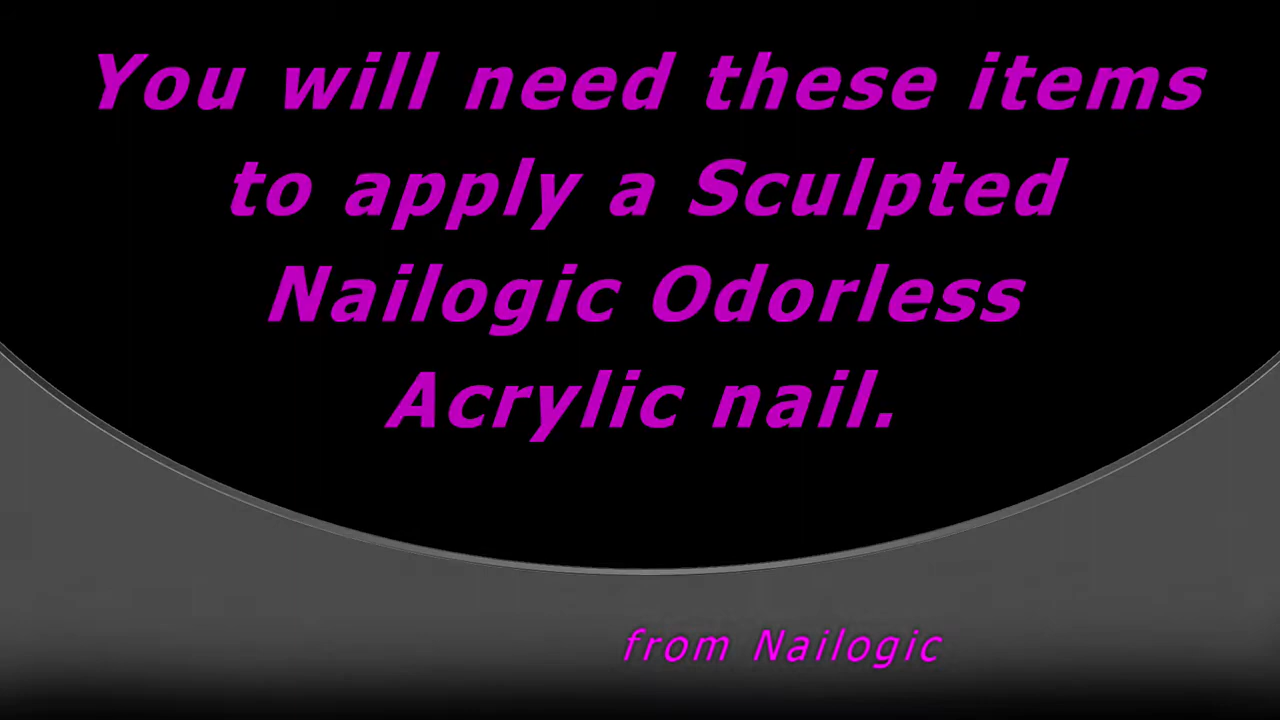 You will need these items
to apply a Sculpted
Nailogic Odorless
Acrylic nail.
from Nailogic